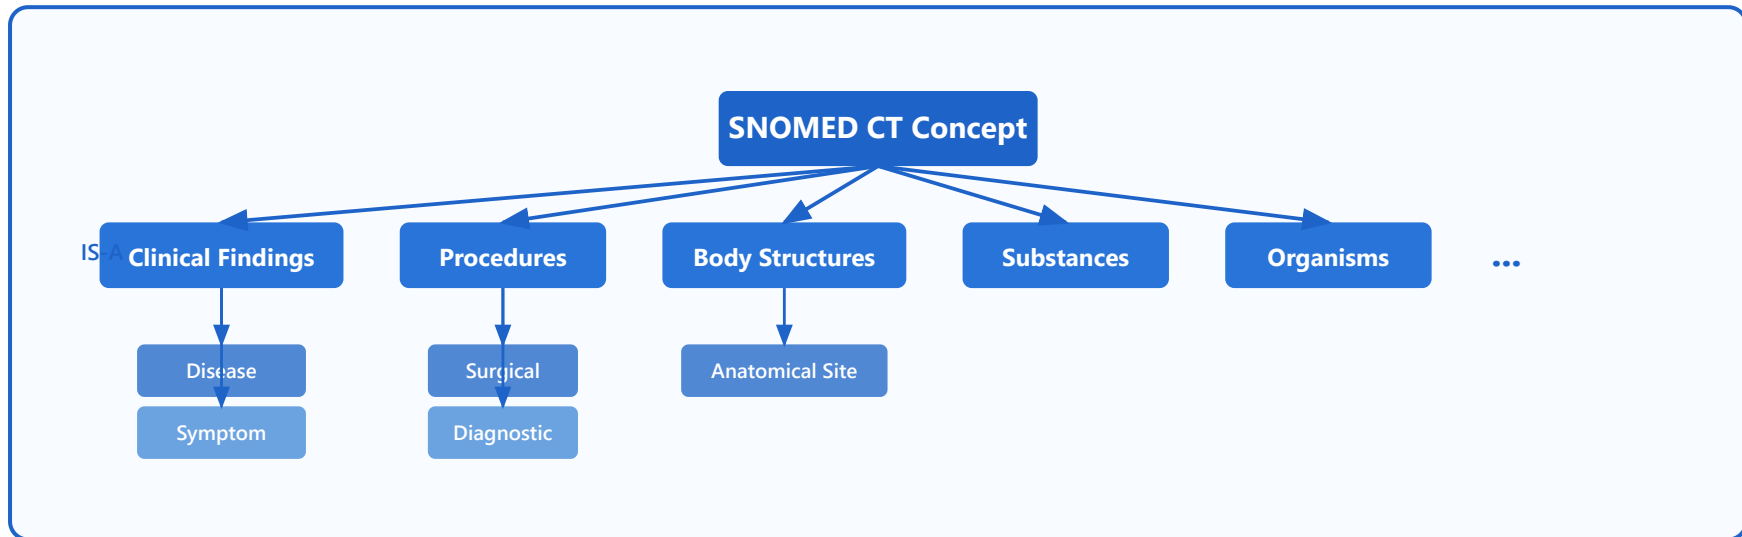 SNOMED CT Concept
IS-A
Clinical Findings
Procedures
Body Structures
Substances
Organisms
...
Disease
Surgical
Anatomical Site
Symptom
Diagnostic